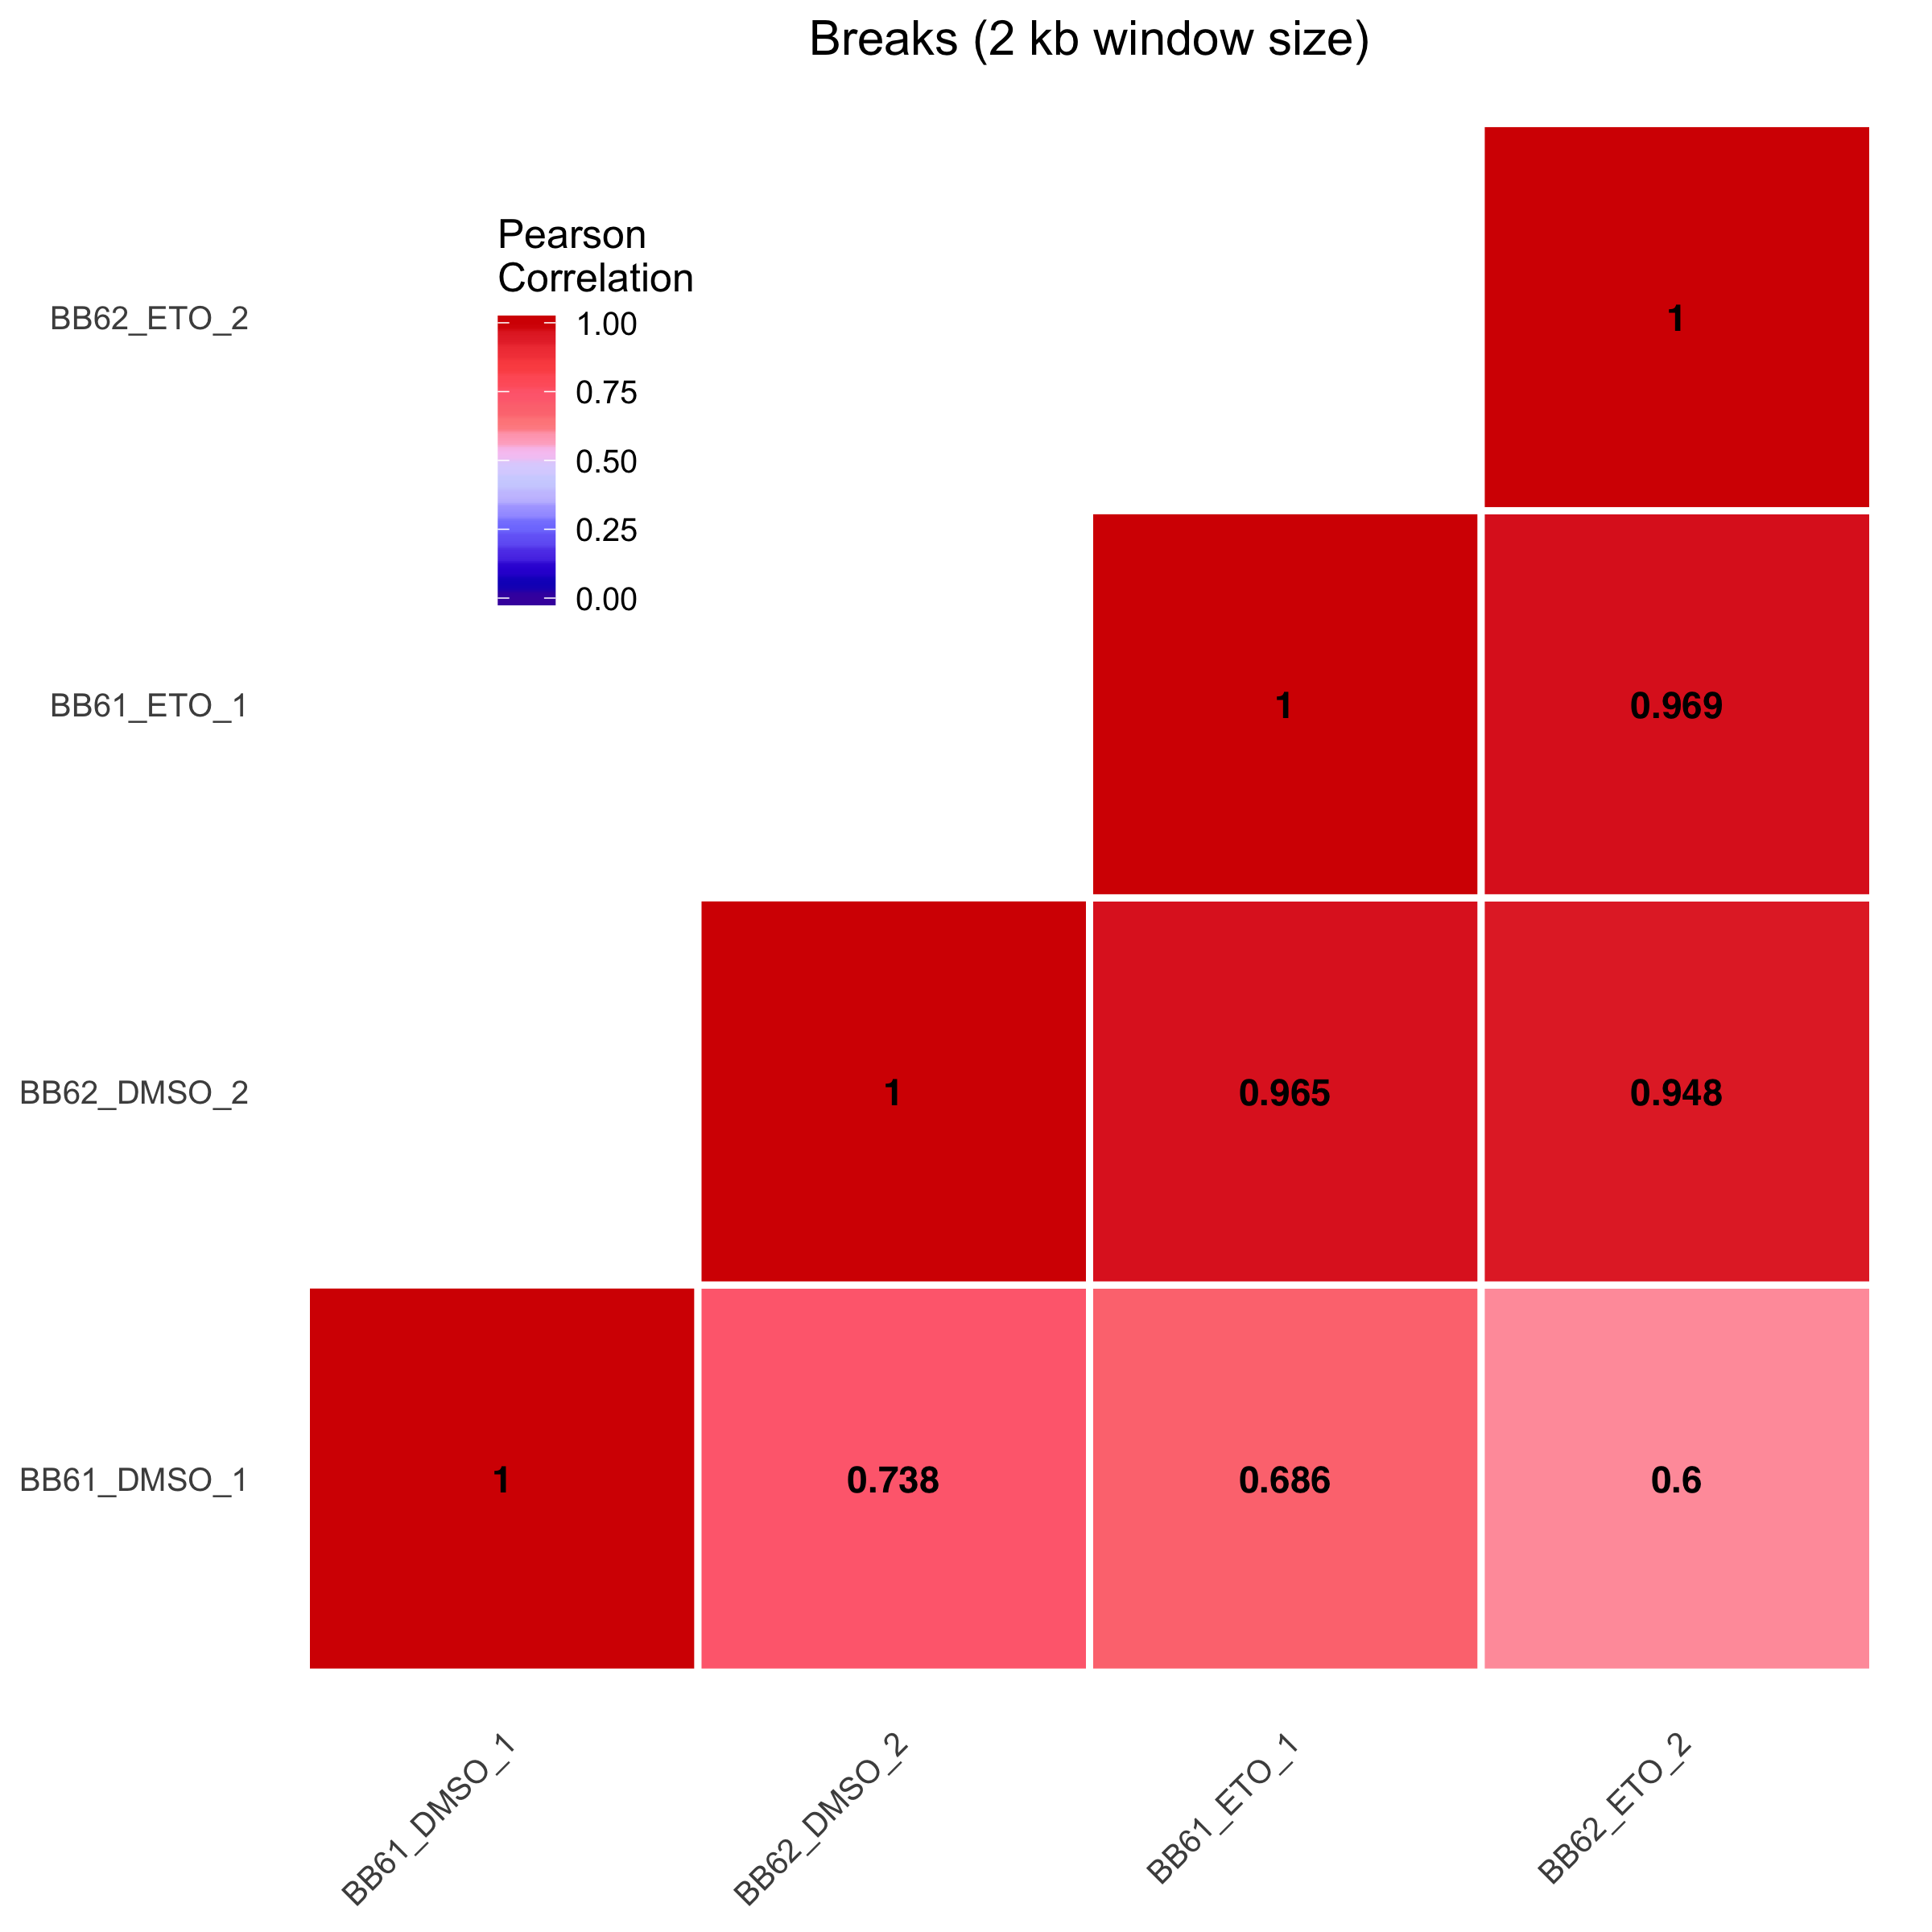 Breaks (2 kb window size)
Pearson
Correlation
1.00
0.75
0.50
0.25
0.00
BB62_ETO_2
1
BB61_ETO_1
1
0.969
BB62_DMSO_2
1
0.965
0.948
BB61_DMSO_1
1
0.738
0.686
0.6
BB61_DMSO_1
BB62_DMSO_2
BB61_ETO_1
BB62_ETO_2